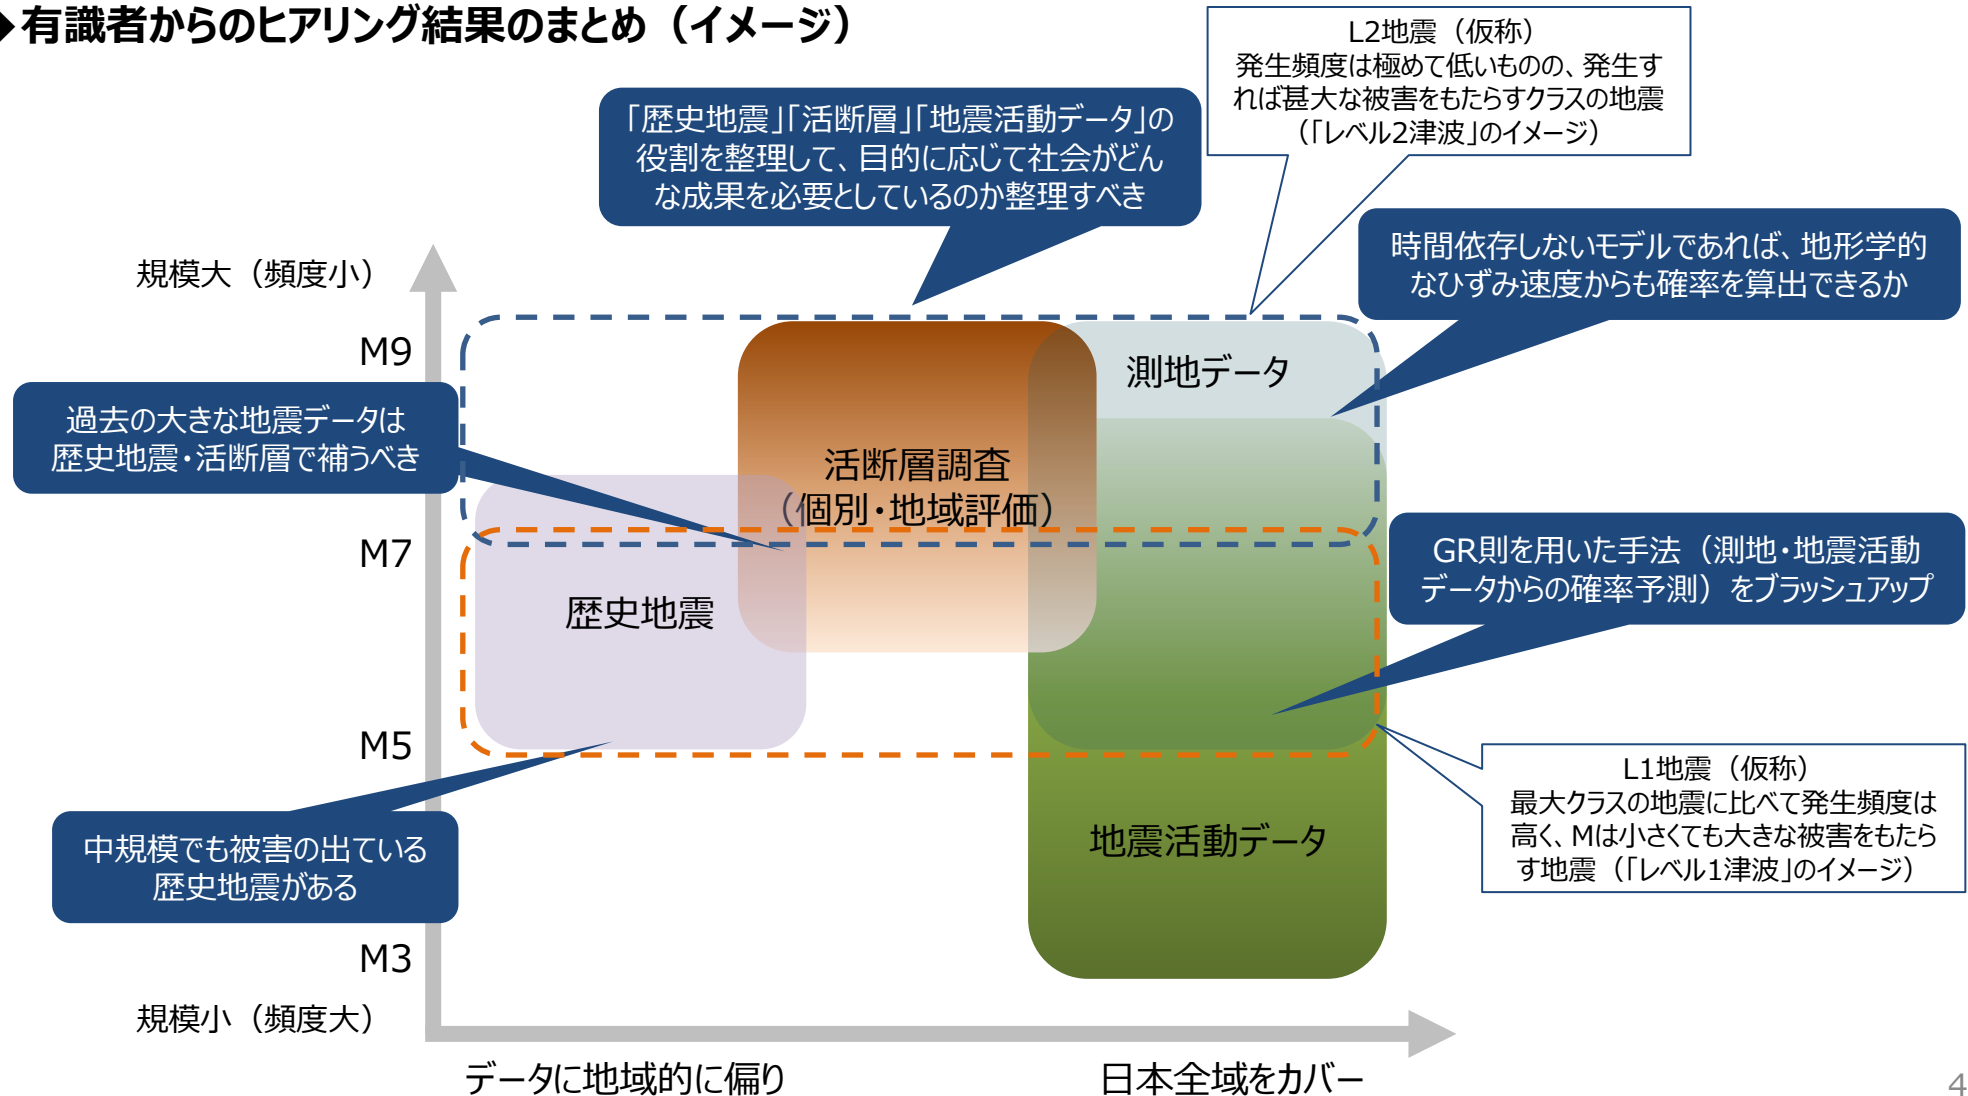 ◆有識者からのヒアリング結果のまとめ（イメージ）
L2地震（仮称）
発生頻度は極めて低いものの、発生す
れば甚大な被害をもたらすクラスの地震
（「レベル2津波」のイメージ）
「歴史地震」「活断層」「地震活動データ」の
役割を整理して、目的に応じて社会がどん
な成果を必要としているのか整理すべき
時間依存しないモデルであれば、地形学的
なひずみ速度からも確率を算出できるか
規模大（頻度小）
M9
測地データ
過去の大きな地震データは
歴史地震・活断層で補うべき
活断層調査
（個別・地域評価）
M7
GR則を用いた手法（測地・地震活動
データからの確率予測）をブラッシュアップ
歴史地震
M5
L1地震（仮称）
最大クラスの地震に比べて発生頻度は
高く、Mは小さくても大きな被害をもたら
す地震（「レベル1津波」のイメージ）
地震活動データ
中規模でも被害の出ている
歴史地震がある
M3
規模小（頻度大）
データに地域的に偏り
日本全域をカバー
4